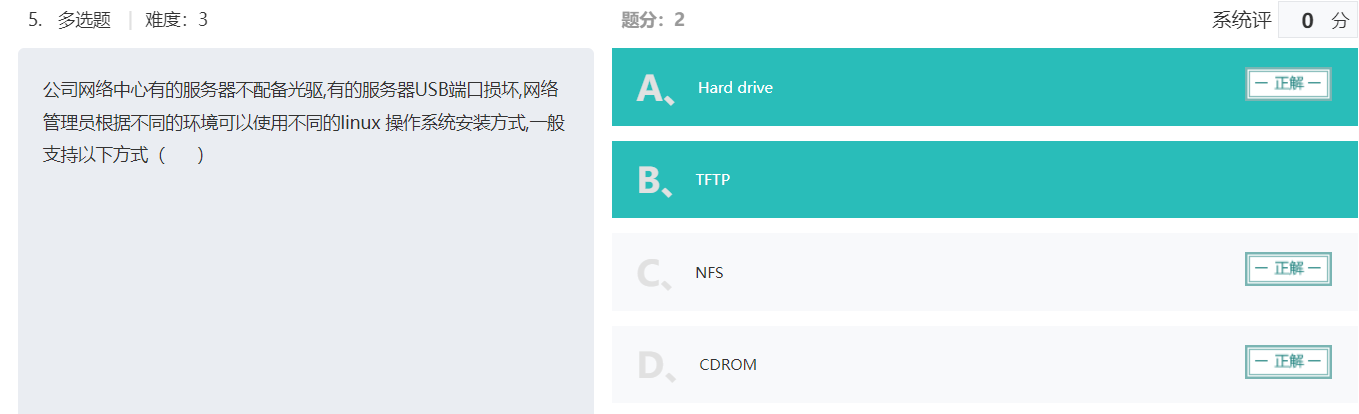 5. 多选题 | 难度：3 题分：2 系统评 0 分
公司网络中心有的服务器不配备光驱,有的服务器USB端口损坏,网络
管理员根据不同的环境可以使用不同的linux 操作系统安装方式,一般
支持以下方式（ ）
A、 Hard drive 一 正解 一
B、 TFTP
C、 NFS 一 正解 一
D、 CDROM 一 正解 一